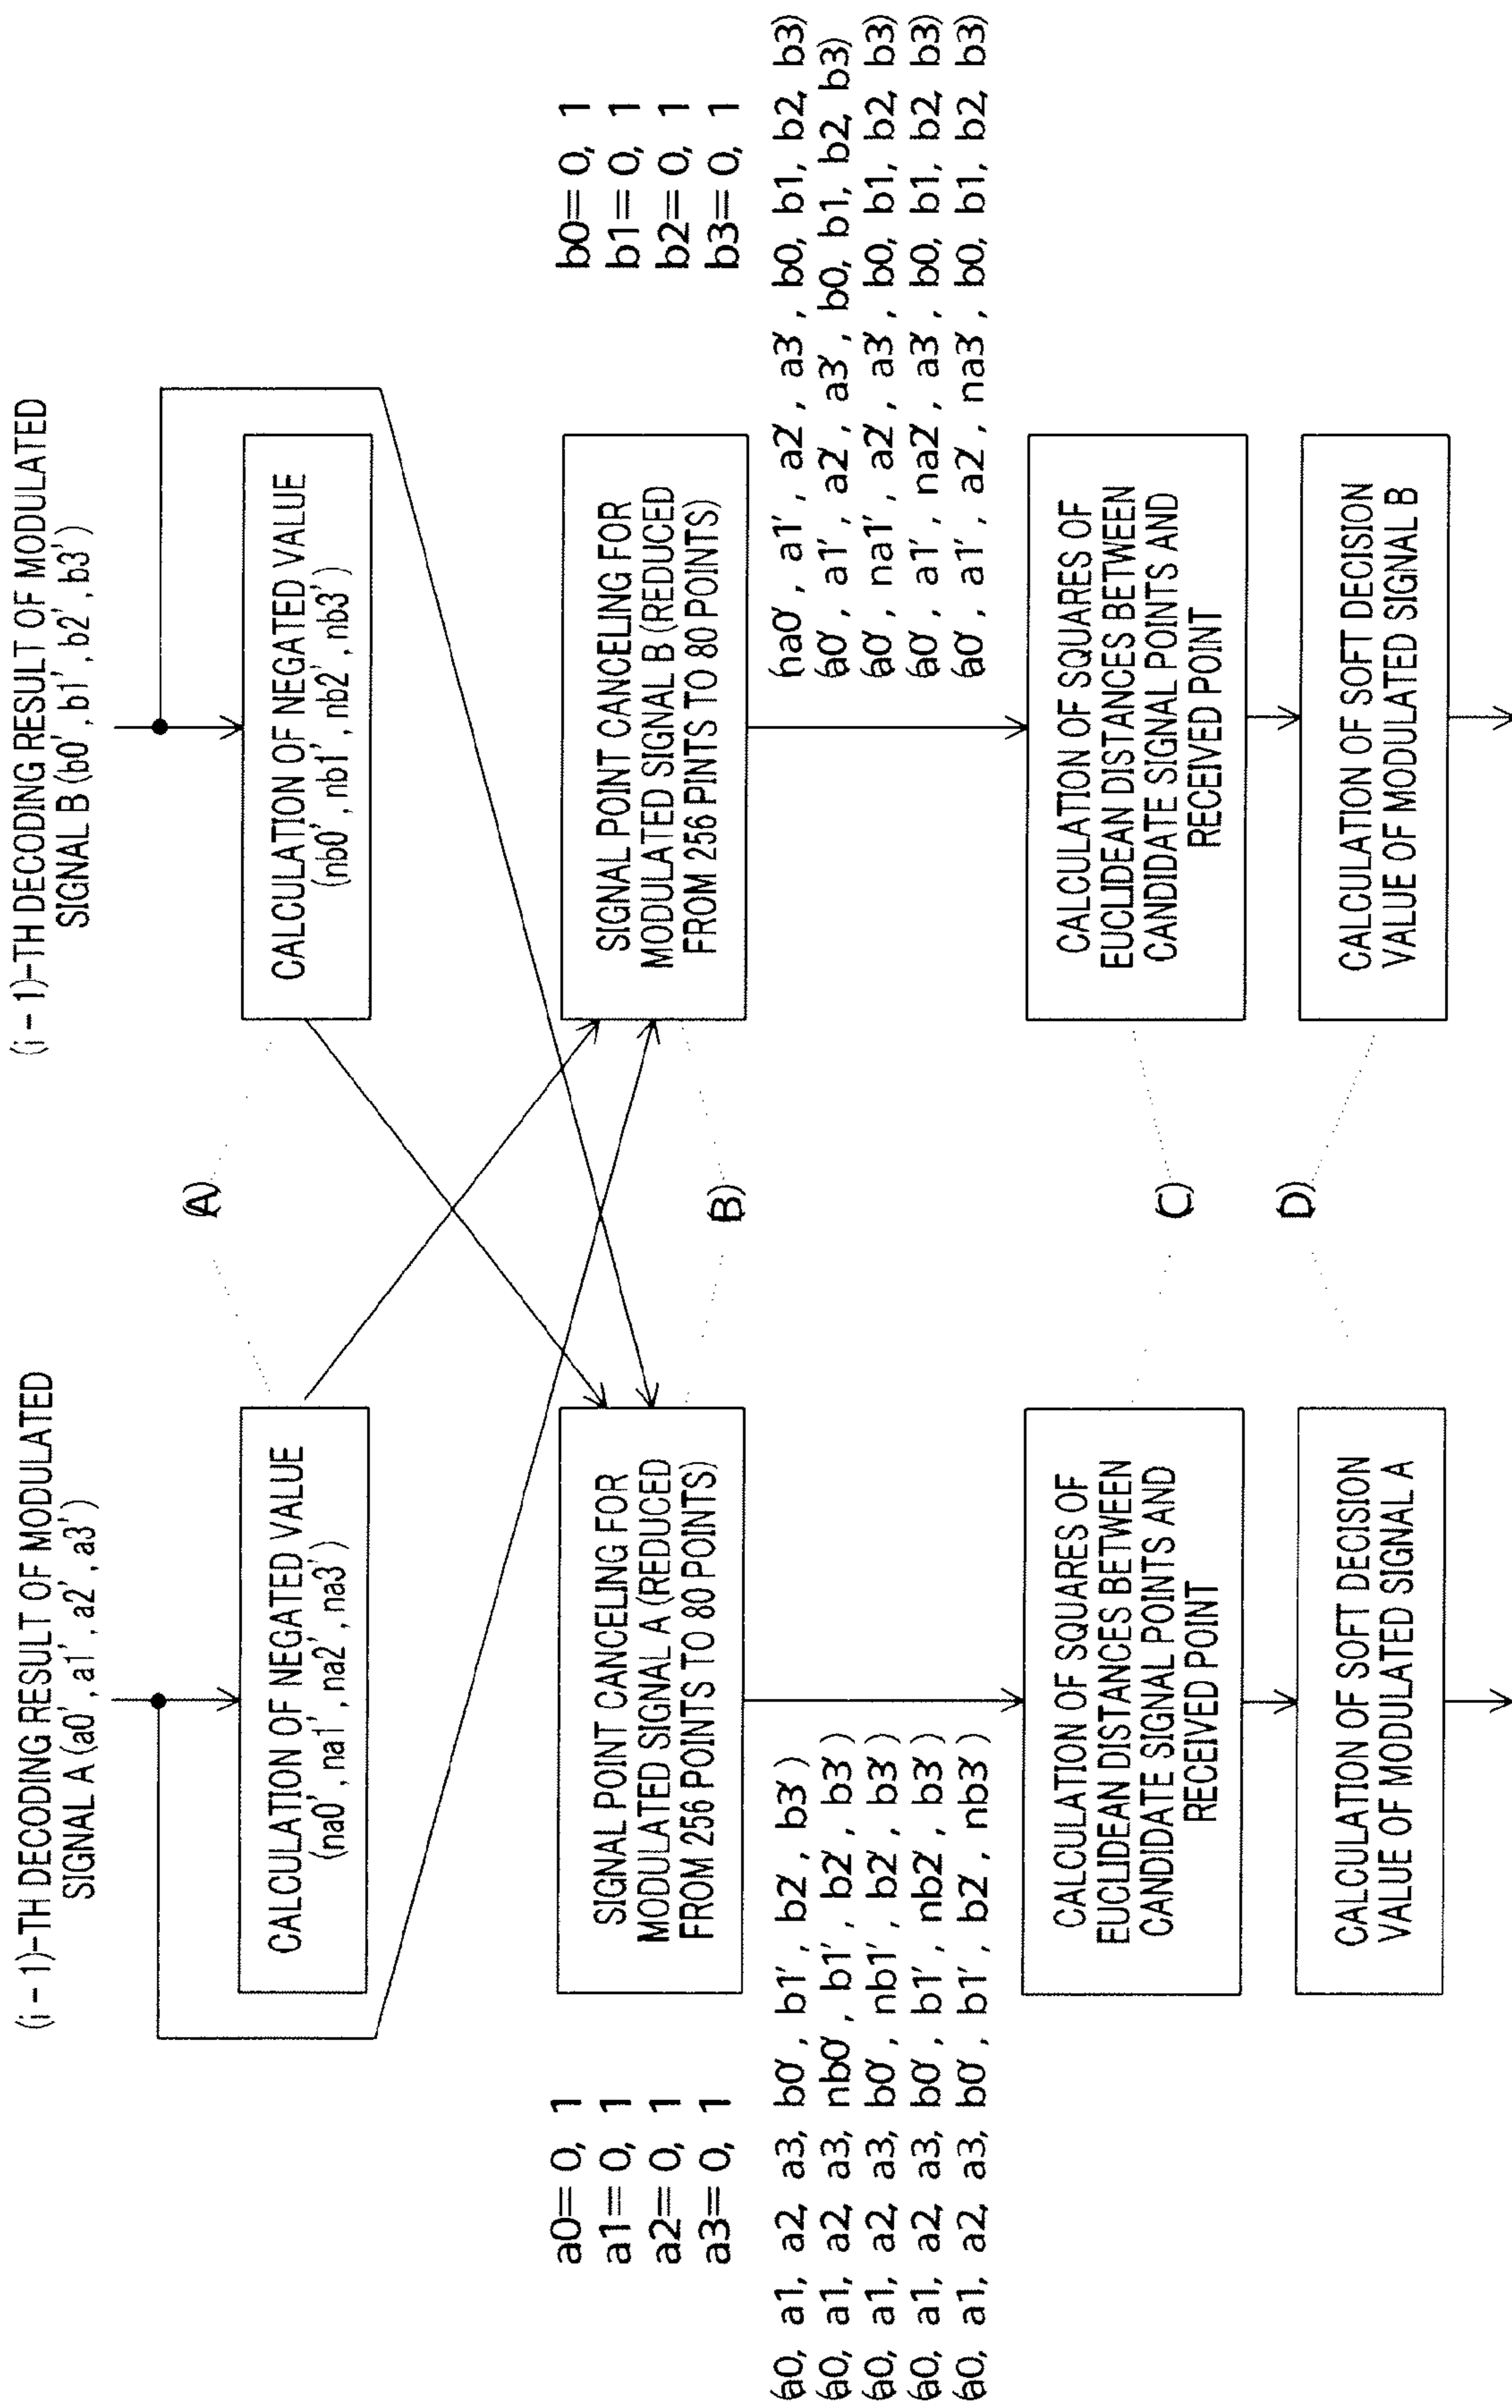 (i-1)-TH DECODING RESULT OF MODULATED
SIGNAL A (a0', a1', a2', a3')
(i-1)-TH DECODING RESULT OF MODULATED
SIGNAL B (b0', b1', b2', b3')
CALCULATION OF NEGATED VALUE
(na0', na1', na2', na3')
(A)
CALCULATION OF NEGATED VALUE
(nb0', nb1', nb2', nb3')
a0=0, 1
a1=0, 1
a2=0, 1
a3=0, 1
SIGNAL POINT CANCELING FOR
MODULATED SIGNAL A (REDUCED
FROM 256 POINTS TO 80 POINTS)
(B)
SIGNAL POINT CANCELING FOR
MODULATED SIGNAL B (REDUCED
FROM 256 PINTS TO 80 POINTS)
b0=0, 1
b1=0, 1
b2=0, 1
b3=0, 1
(a0, a1, a2, a3, b0', b1', b2', b3')
(a0, a1, a2, a3, nb0', b1', b2', b3')
(a0, a1, a2, a3, b0', nb1', b2', b3')
(a0, a1, a2, a3, b0', b1', nb2', b3')
(a0, a1, a2, a3, b0', b1', b2', nb3')
(na0', a1', a2', a3', b0, b1, b2, b3)
(a0', a1', a2', a3', b0, b1, b2, b3)
(a0', na1', a2', a3', b0, b1, b2, b3)
(a0', a1', na2', a3', b0, b1, b2, b3)
(a0', a1', a2', na3', b0, b1, b2, b3)
CALCULATION OF SQUARES OF
EUCLIDEAN DISTANCES BETWEEN
CANDIDATE SIGNAL POINTS AND
RECEIVED POINT
(C)
CALCULATION OF SQUARES OF
EUCLIDEAN DISTANCES BETWEEN
CANDIDATE SIGNAL POINTS AND
RECEIVED POINT
CALCULATION OF SOFT DECISION
VALUE OF MODULATED SIGNAL A
(D)
CALCULATION OF SOFT DECISION
VALUE OF MODULATED SIGNAL B